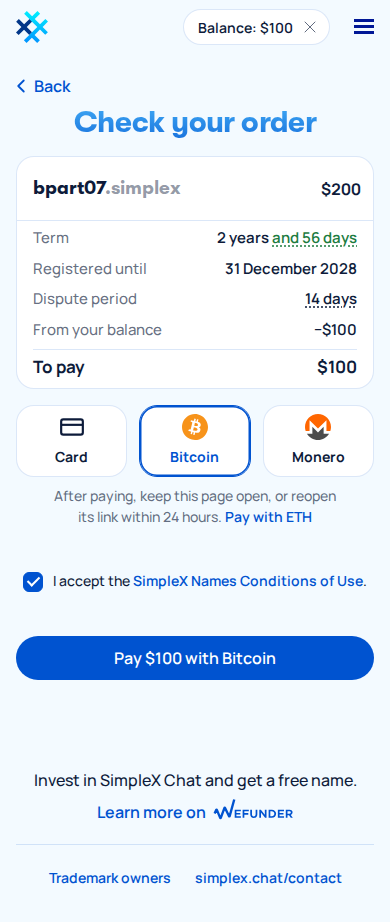 Balance: $100
Back
Check your order
bpart07.simplex $200
Term 2 years and 56 days
Registered until 31 December 2028
Dispute period 14 days
From your balance −$100
To pay $100
Card Bitcoin Monero
After paying, keep this page open, or reopen
its link within 24 hours. Pay with ETH
I accept the SimpleX Names Conditions of Use.
Pay $100 with Bitcoin
Invest in SimpleX Chat and get a free name.
Learn more on WEFUNDER
Trademark owners simplex.chat/contact